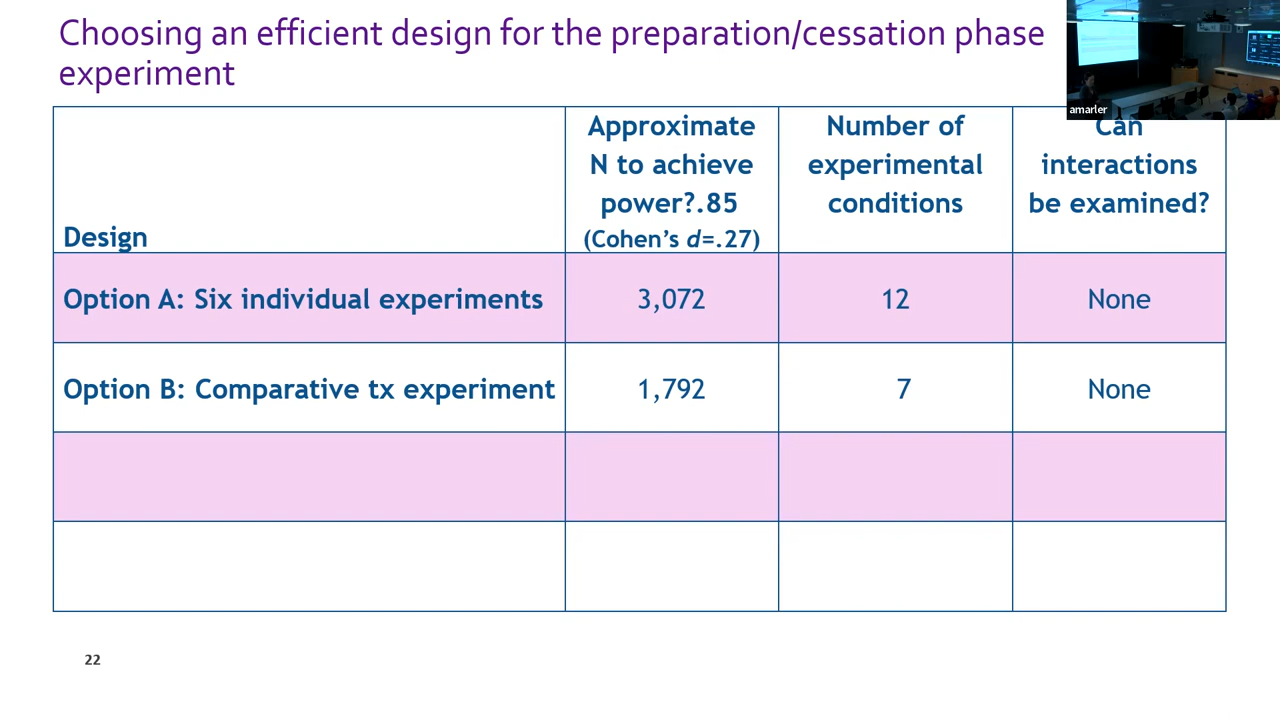 Choosing an efficient design for the preparation/cessation phase
experiment
amarler
Design
Approximate
N to achieve
power?.85
(Cohen's d=.27)
Number of
experimental
conditions
Can
interactions
be examined?
Option A: Six individual experiments
3,072
12
None
Option B: Comparative tx experiment
1,792
7
None
22